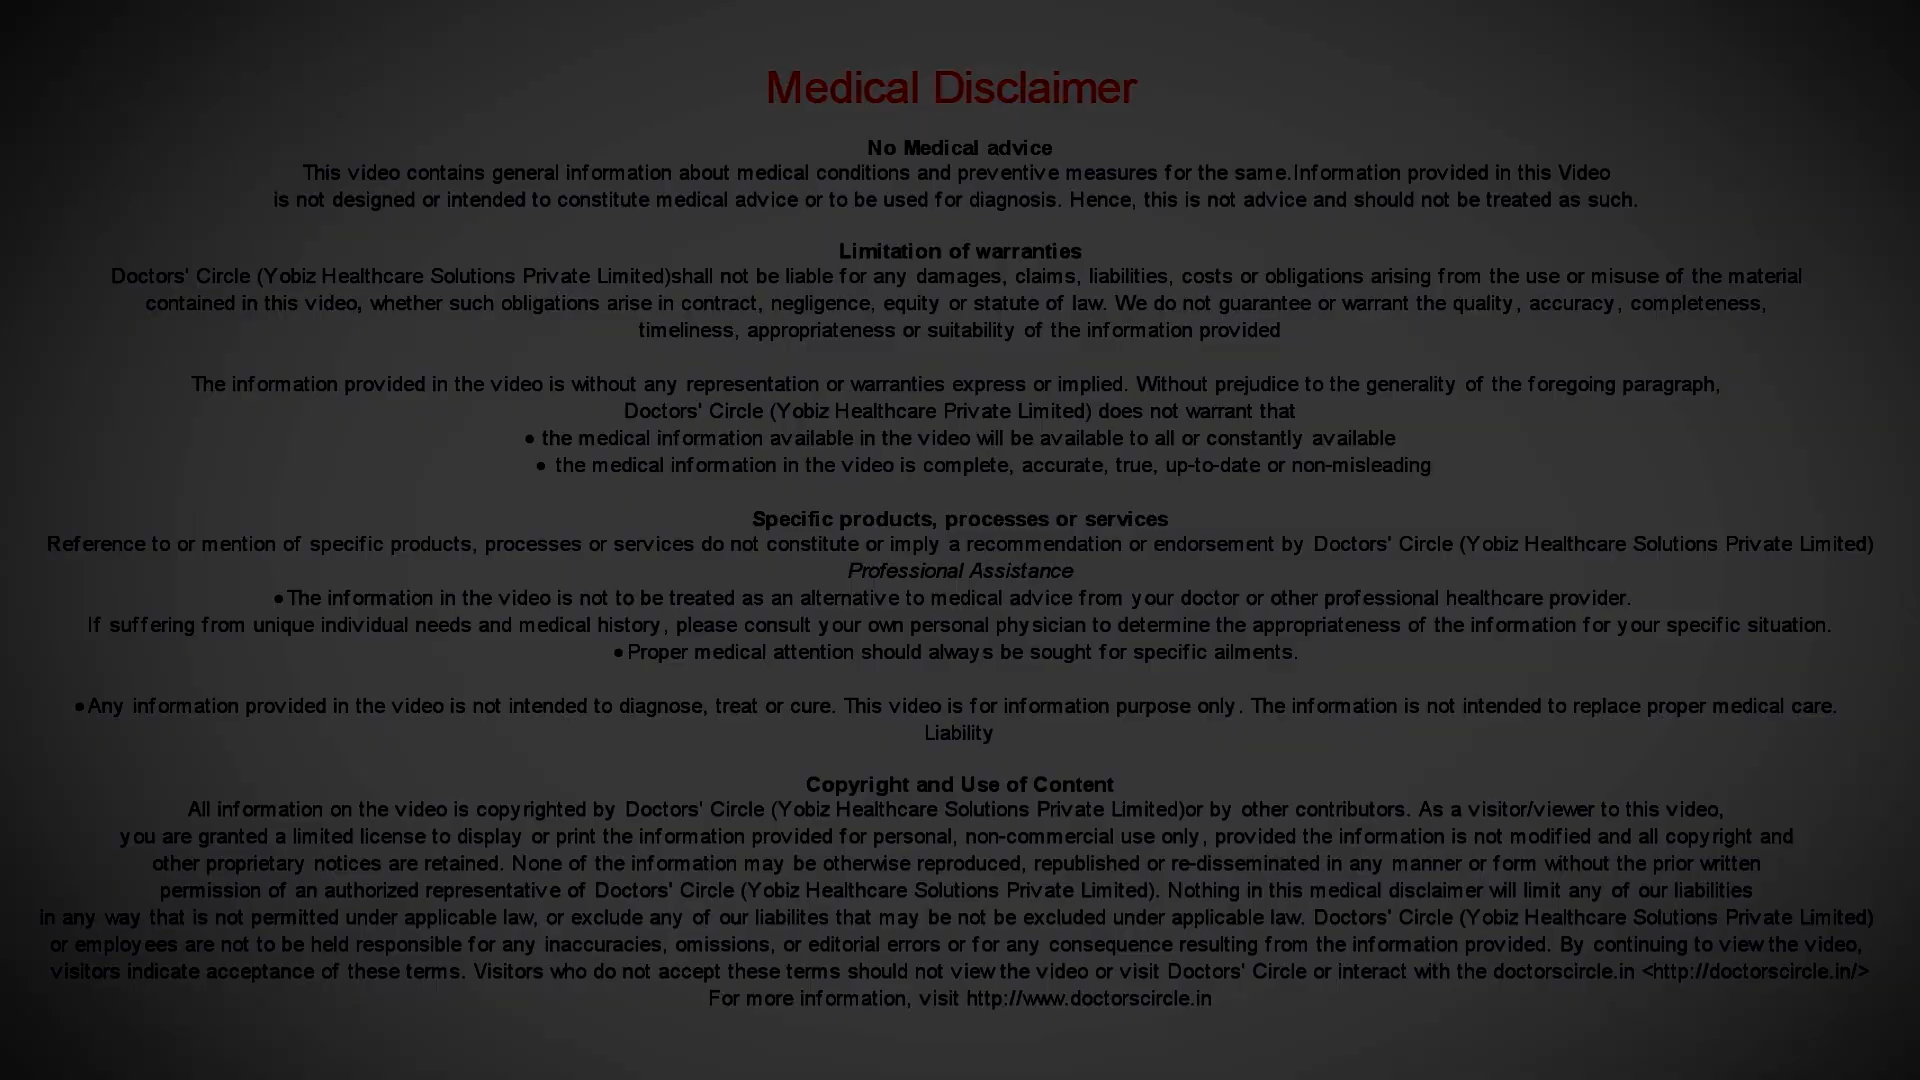 Medical Disclaimer
No Medical advice
This video contains general information about medical conditions and preventive measures for the same.Information provided in this Video
is not designed or intended to constitute medical advice or to be used for diagnosis. Hence, this is not advice and should not be treated as such.
Limitation of warranties
Doctors' Circle (Yobiz Healthcare Solutions Private Limited)shall not be liable for any damages, claims, liabilities, costs or obligations arising from the use or misuse of the material
contained in this video, whether such obligations arise in contract, negligence, equity or statute of law. We do not guarantee or warrant the quality, accuracy, completeness,
timeliness, appropriateness or suitability of the information provided
The information provided in the video is without any representation or warranties express or implied. Without prejudice to the generality of the foregoing paragraph,
Doctors' Circle (Yobiz Healthcare Private Limited) does not warrant that
● the medical information available in the video will be available to all or constantly available
● the medical information in the video is complete, accurate, true, up-to-date or non-misleading
Specific products, processes or services
Reference to or mention of specific products, processes or services do not constitute or imply a recommendation or endorsement by Doctors' Circle (Yobiz Healthcare Solutions Private Limited)
Professional Assistance
●The information in the video is not to be treated as an alternative to medical advice from your doctor or other professional healthcare provider.
If suffering from unique individual needs and medical history, please consult your own personal physician to determine the appropriateness of the information for your specific situation.
●Proper medical attention should always be sought for specific ailments.
●Any information provided in the video is not intended to diagnose, treat or cure. This video is for information purpose only. The information is not intended to replace proper medical care.
Liability
Copyright and Use of Content
All information on the video is copyrighted by Doctors' Circle (Yobiz Healthcare Solutions Private Limited)or by other contributors. As a visitor/viewer to this video,
you are granted a limited license to display or print the information provided for personal, non-commercial use only, provided the information is not modified and all copyright and
other proprietary notices are retained. None of the information may be otherwise reproduced, republished or re-disseminated in any manner or form without the prior written
permission of an authorized representative of Doctors' Circle (Yobiz Healthcare Solutions Private Limited). Nothing in this medical disclaimer will limit any of our liabilities
in any way that is not permitted under applicable law, or exclude any of our liabilites that may be not be excluded under applicable law. Doctors' Circle (Yobiz Healthcare Solutions Private Limited)
or employees are not to be held responsible for any inaccuracies, omissions, or editorial errors or for any consequence resulting from the information provided. By continuing to view the video,
visitors indicate acceptance of these terms. Visitors who do not accept these terms should not view the video or visit Doctors' Circle or interact with the doctorscircle.in <http://doctorscircle.in/>
For more information, visit http://www.doctorscircle.in